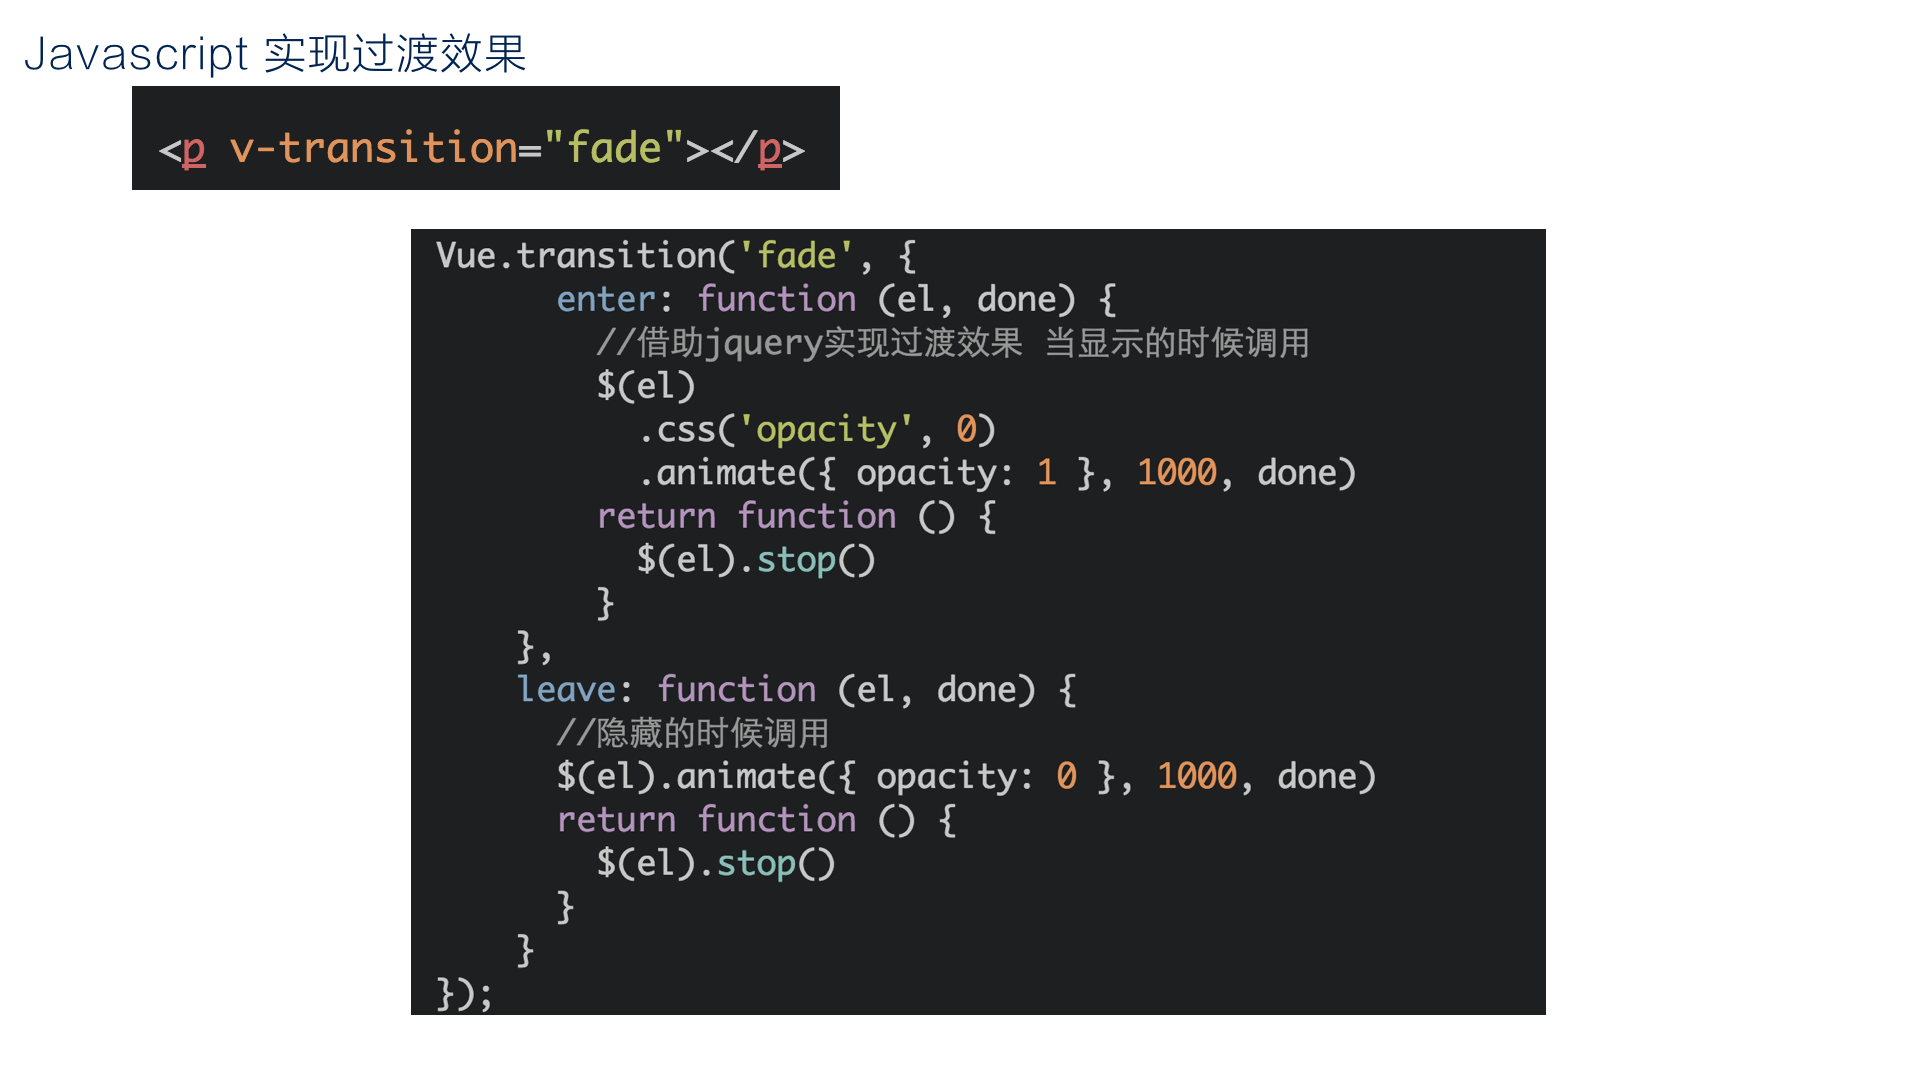 Javascript 实现过渡效果
<p v-transition="fade"></p>
Vue.transition('fade', {
enter: function (el, done) {
//借助jquery实现过渡效果 当显示的时候调用
$(el)
.css('opacity', 0)
.animate({ opacity: 1 }, 1000, done)
return function () {
$(el).stop()
}
},
leave: function (el, done) {
//隐藏的时候调用
$(el).animate({ opacity: 0 }, 1000, done)
return function () {
$(el).stop()
}
}
});